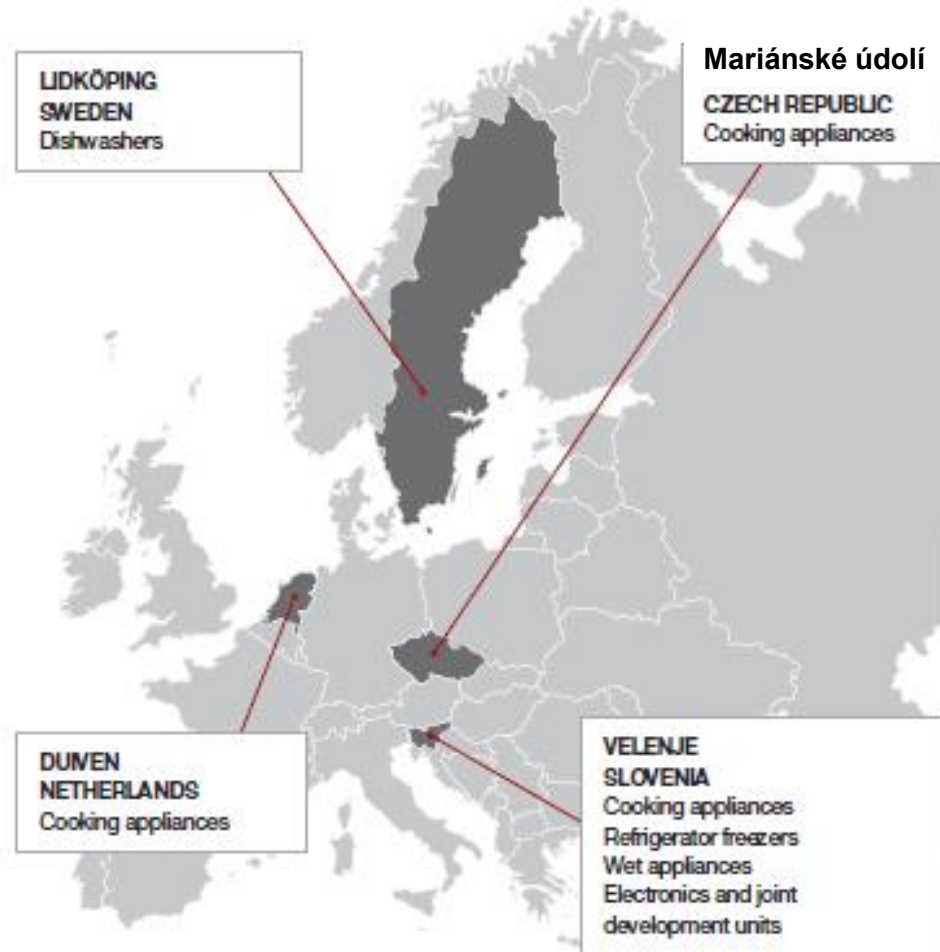 LIDKÖPING
SWEDEN
Dishwashers
Mariánské údolí
CZECH REPUBLIC
Cooking appliances
DUIVEN
NETHERLANDS
Cooking appliances
VELENJE
SLOVENIA
Cooking appliances
Refrigerator freezers
Wet appliances
Electronics and joint
development units